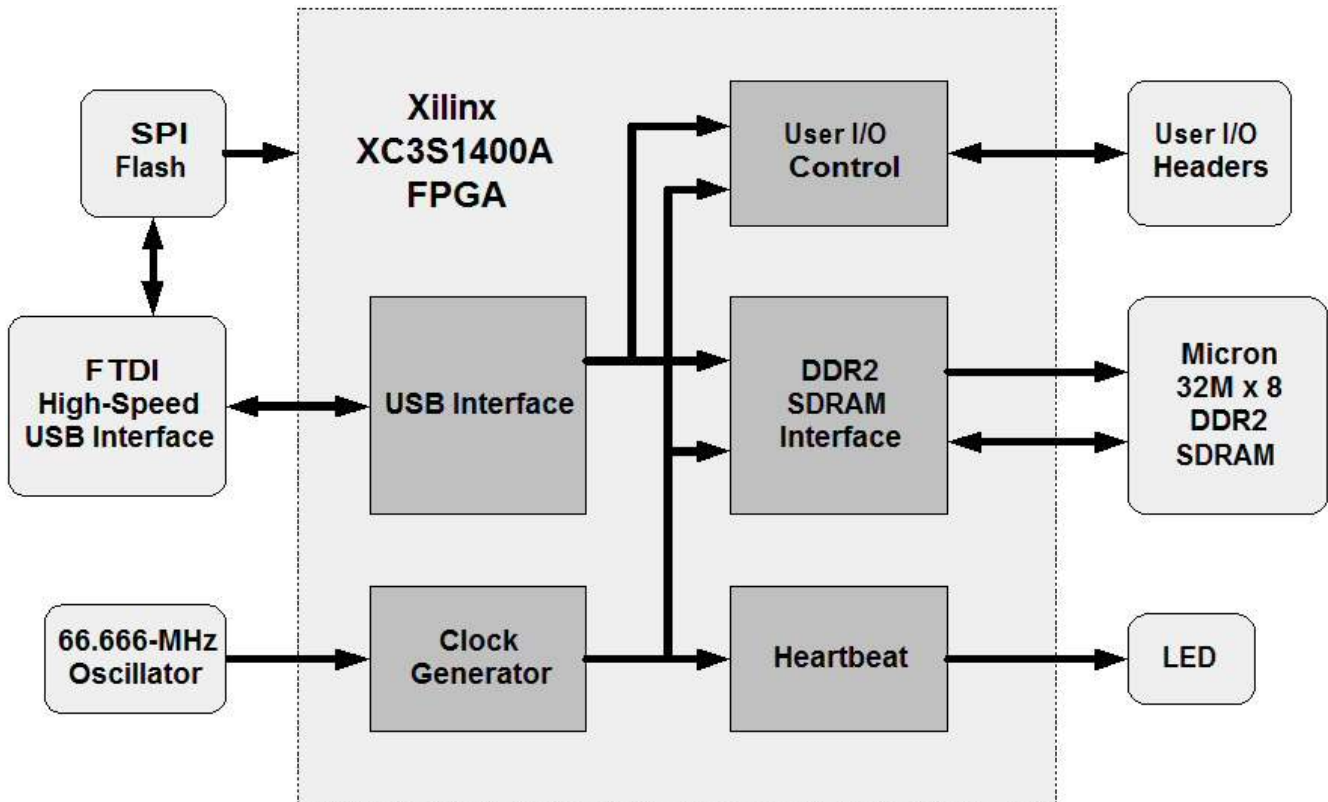 Xilinx
XC3S1400A
FPGA
SPI
Flash
User I/O
Control
User I/O
Headers
FTDI
High-Speed
USB Interface
USB Interface
DDR2
SDRAM
Interface
Micron
32M x 8
DDR2
SDRAM
66.666-MHz
Oscillator
Clock
Generator
Heartbeat
LED